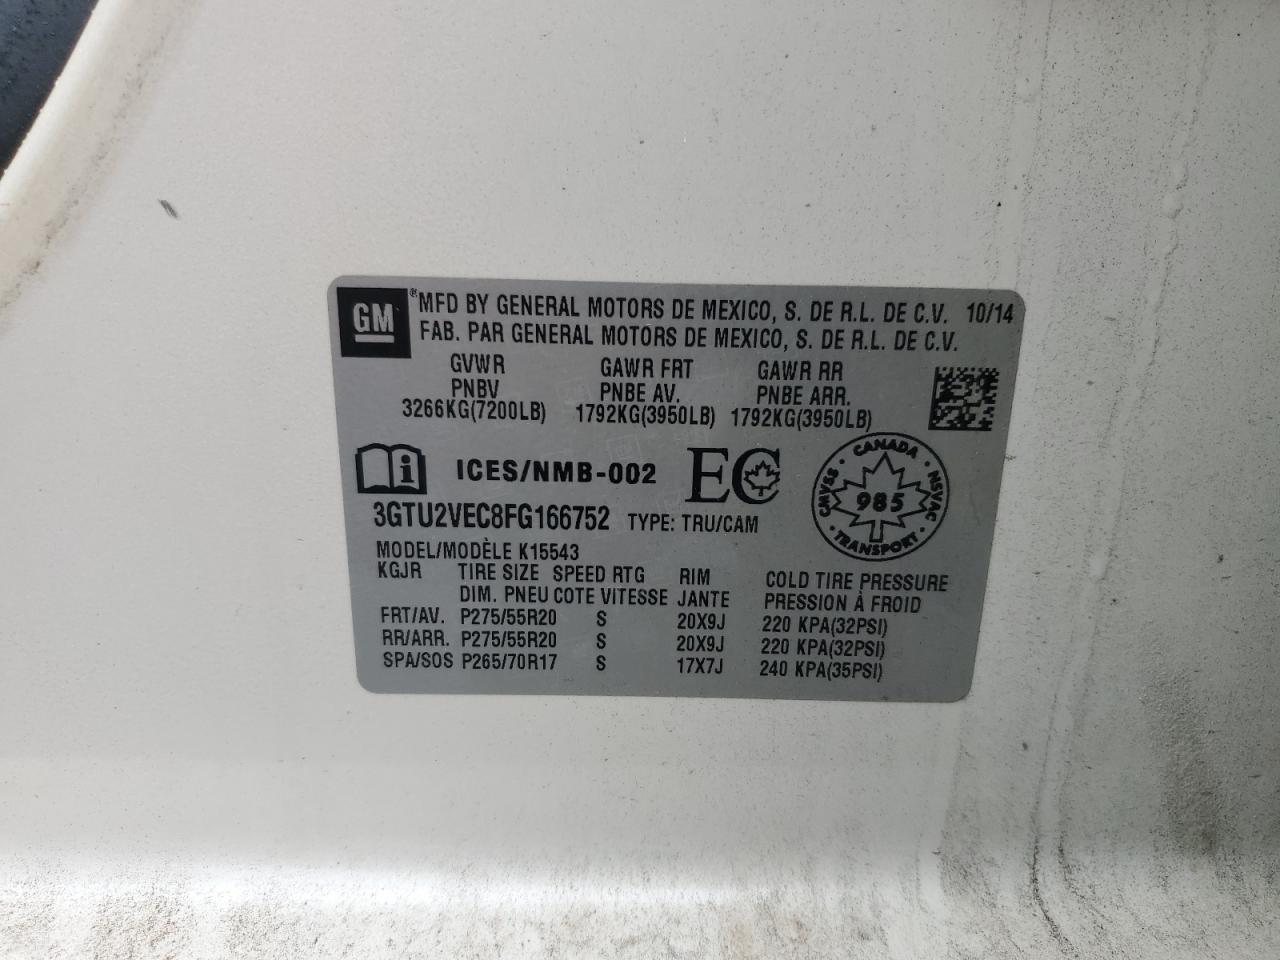 GM ® MFD BY GENERAL MOTORS DE MEXICO, S. DE R.L. DE C.V. 10/14
FAB. PAR GENERAL MOTORS DE MEXICO, S. DE R.L. DE C.V.
GVWR GAWR FRT GAWR RR
PNBV PNBE AV. PNBE ARR.
3266KG(7200LB) 1792KG(3950LB) 1792KG(3950LB)
i ICES/NMB-002 EC
CANADA
CMVSS 985 NSVAC
TRANSPORT
3GTU2VEC8FG166752 TYPE: TRU/CAM
MODEL/MODÈLE K15543
KGJR TIRE SIZE SPEED RTG RIM COLD TIRE PRESSURE
DIM. PNEU COTE VITESSE JANTE PRESSION À FROID
FRT/AV. P275/55R20 S 20X9J 220 KPA(32PSI)
RR/ARR. P275/55R20 S 20X9J 220 KPA(32PSI)
SPA/SOS P265/70R17 S 17X7J 240 KPA(35PSI)